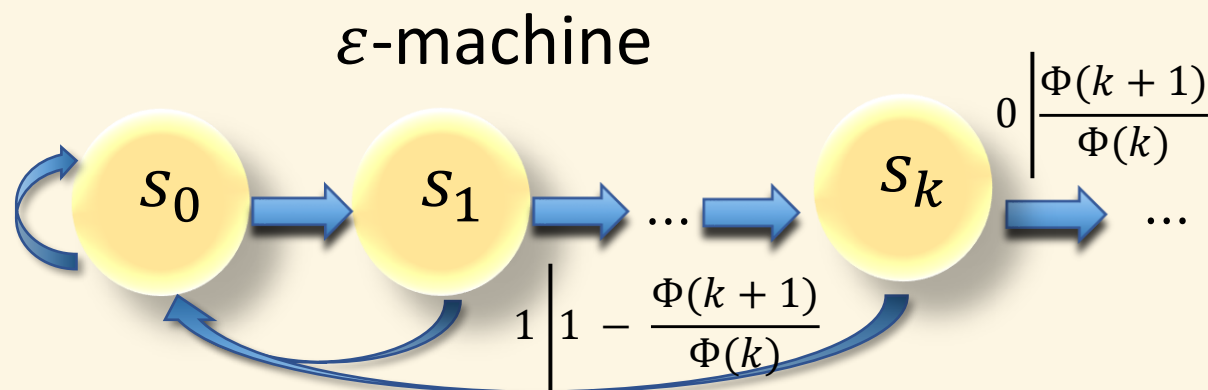 ε-machine
0 | Φ(k + 1) / Φ(k)
s₀ s₁ ... sₖ ...
1 | 1 − Φ(k + 1) / Φ(k)